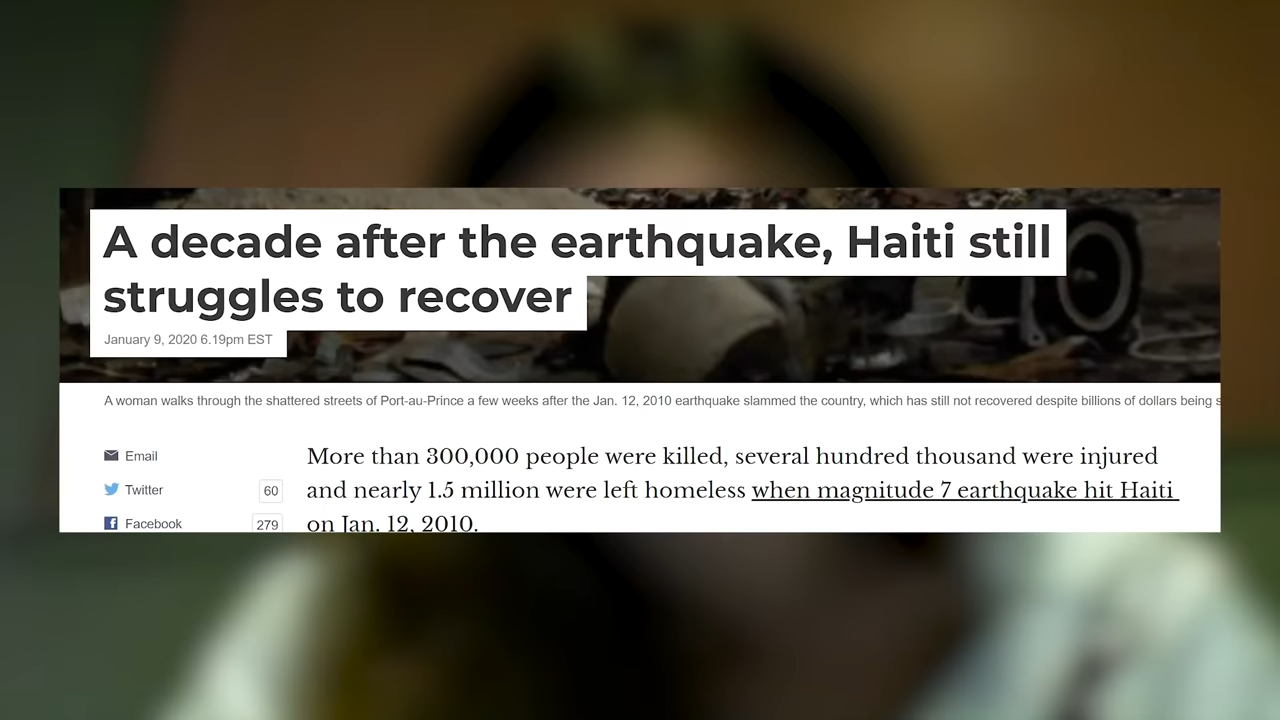 A decade after the earthquake, Haiti still
struggles to recover
January 9, 2020 6.19pm EST
A woman walks through the shattered streets of Port-au-Prince a few weeks after the Jan. 12, 2010 earthquake slammed the country, which has still not recovered despite billions of dollars being
Email
More than 300,000 people were killed, several hundred thousand were injured
Twitter 60
and nearly 1.5 million were left homeless when magnitude 7 earthquake hit Haiti
Facebook 279
on Jan. 12, 2010.